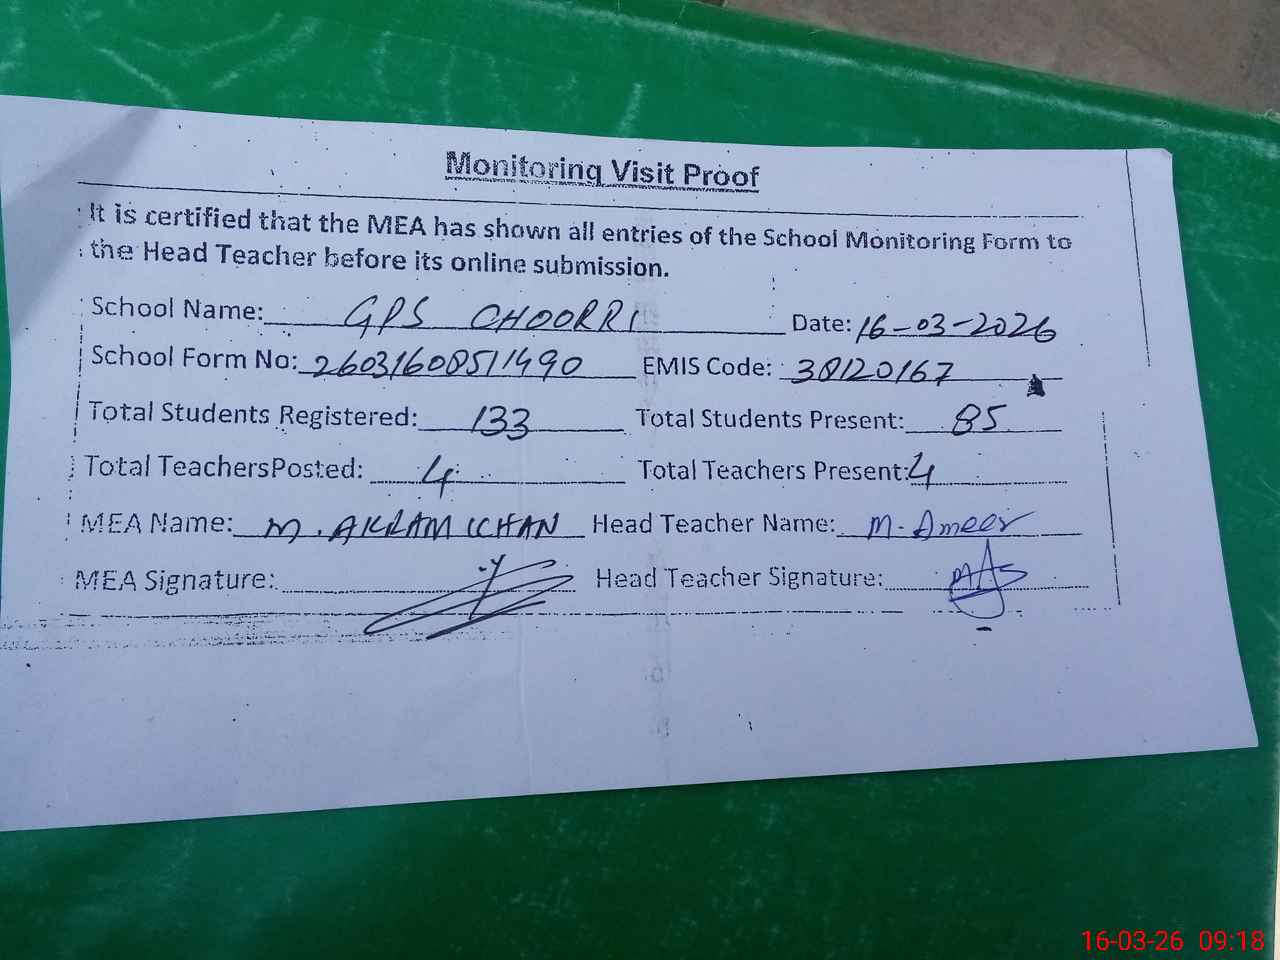 Monitoring Visit Proof
It is certified that the MEA has shown all entries of the School Monitoring Form to
the Head Teacher before its online submission.
School Name: GPS CHOORRI Date: 16-03-2026
School Form No: 26031608511490 EMIS Code: 38120167
Total Students Registered: 133 Total Students Present: 85
Total TeachersPosted: 4 Total Teachers Present: 4
MEA Name: M. AKRAM KHAN Head Teacher Name: M. Ameer
MEA Signature: Head Teacher Signature:
16-03-26 09:18